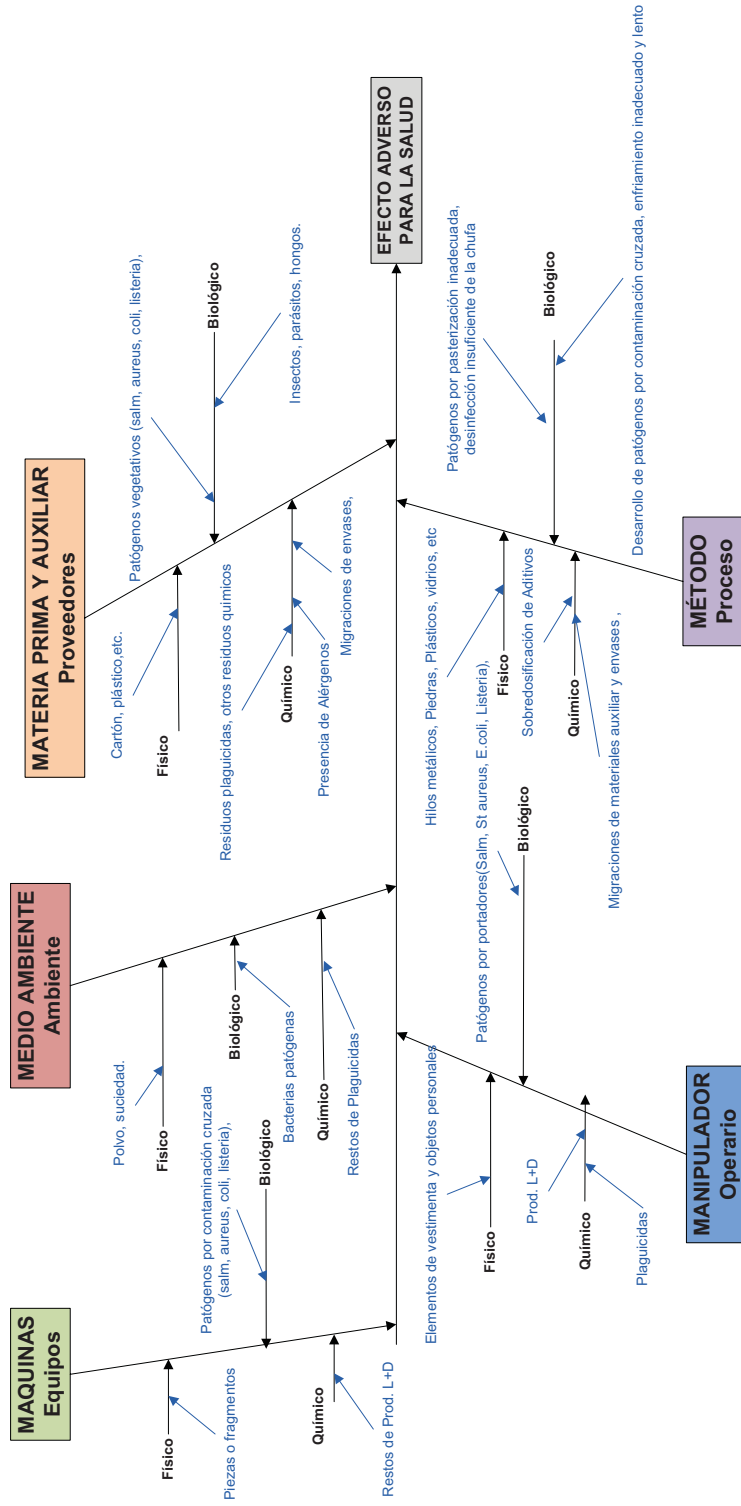 MAQUINAS
Equipos
Físico
Piezas o fragmentos
Patógenos por contaminación cruzada
(salm, aureus, coli, listeria),
Biológico
Químico
Restos de Prod. L+D
MEDIO AMBIENTE
Ambiente
Polvo, suciedad.
Físico
Biológico
Bacterias patógenas
Químico
Restos de Plaguicidas
MATERIA PRIMA Y AUXILIAR
Proveedores
Cartón, plástico,etc.
Físico
Patógenos vegetativos (salm, aureus, coli, listeria),
Biológico
Insectos, parásitos, hongos.
Residuos plaguicidas, otros residuos químicos
Químico
Presencia de Alérgenos
Migraciones de envases,
EFECTO ADVERSO
PARA LA SALUD
Elementos de vestimenta y objetos personales
Físico
Patógenos por portadores(Salm, St aureus, E.coli, Listeria),
Biológico
Prod. L+D
Químico
Plaguicidas
MANIPULADOR
Operario
Hilos metálicos, Piedras, Plásticos, vidrios, etc
Físico
Sobredosificación de Aditivos
Químico
Migraciones de materiales auxiliar y envases ,
Patógenos por pasterización inadecuada,
desinfección insuficiente de la chufa
Biológico
Desarrollo de patógenos por contaminación cruzada, enfriamiento inadecuado y lento
MÉTODO
Proceso